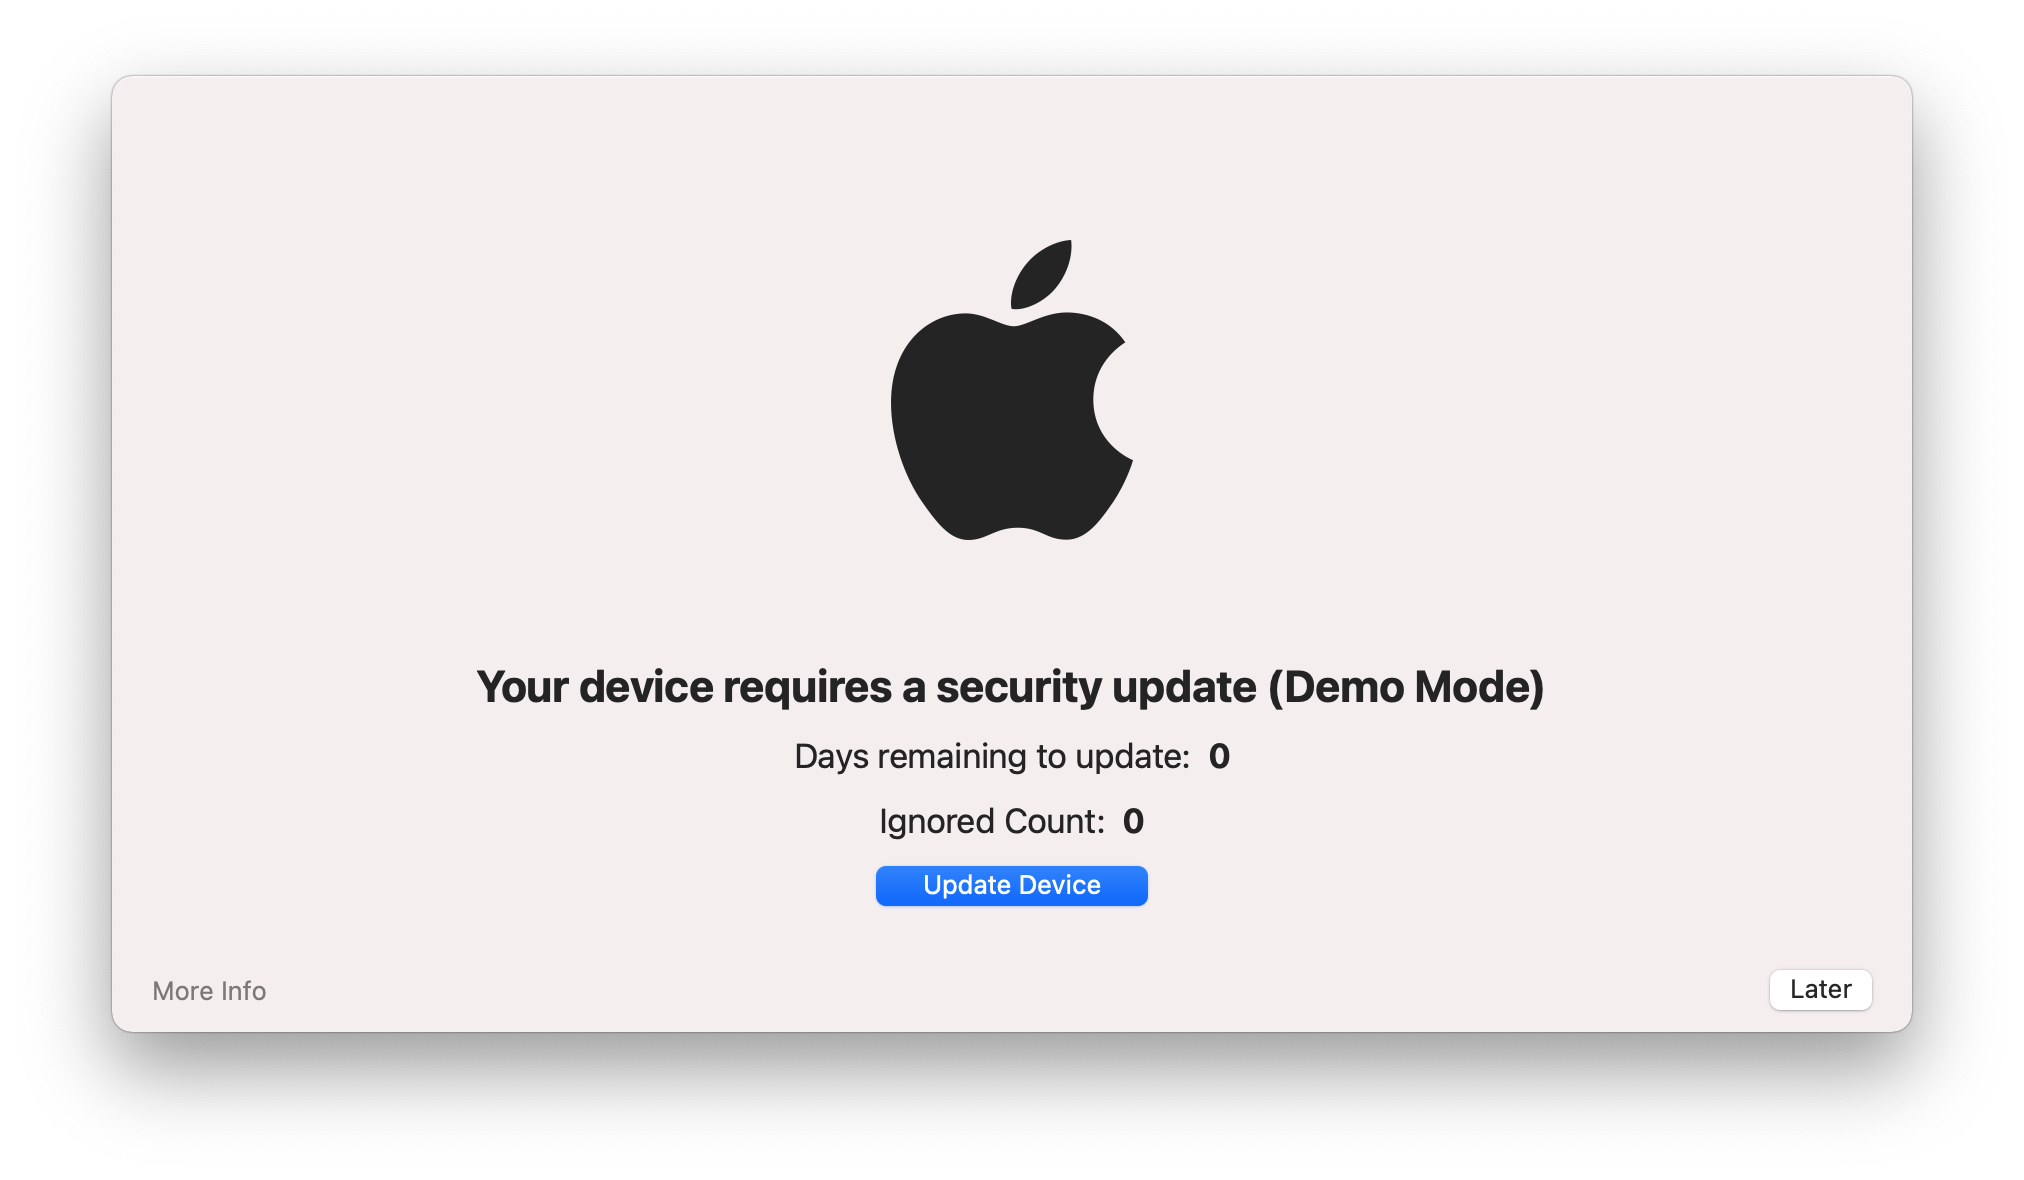 Your device requires a security update (Demo Mode)
Days remaining to update: 0
Ignored Count: 0
Update Device
More Info
Later